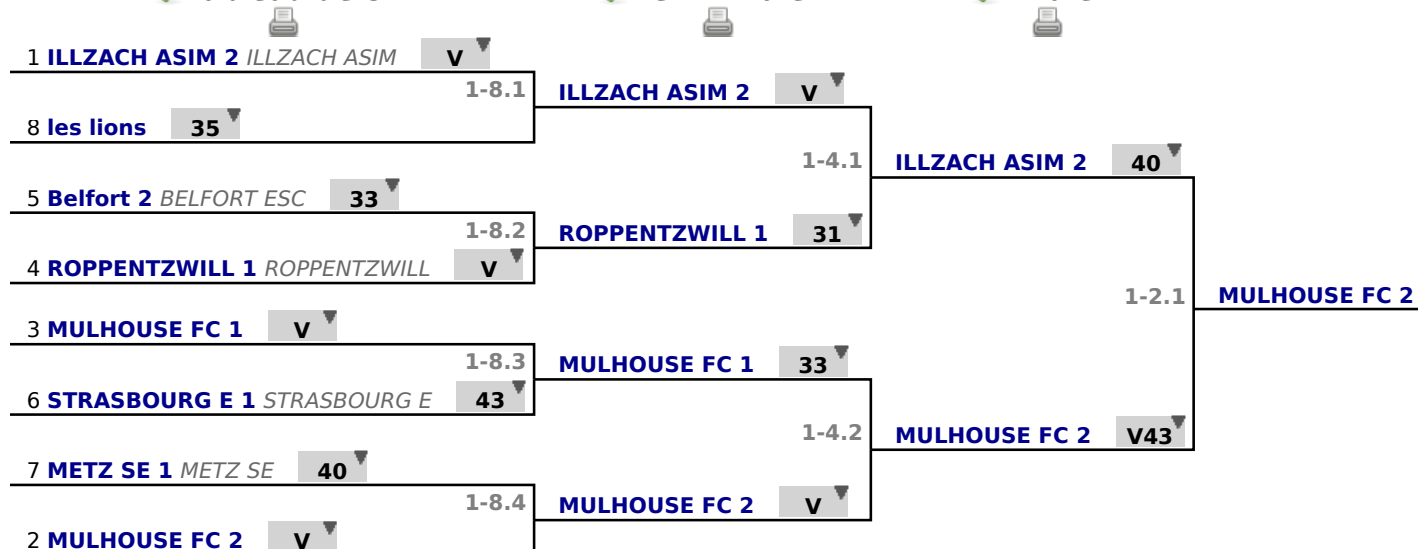 1 ILLZACH ASIM 2 ILLZACH ASIM V
1-8.1
ILLZACH ASIM 2 V
8 les lions 35
1-4.1
ILLZACH ASIM 2 40
5 Belfort 2 BELFORT ESC 33
1-8.2
ROPPENTZWILL 1 31
4 ROPPENTZWILL 1 ROPPENTZWILL V
1-2.1
MULHOUSE FC 2
3 MULHOUSE FC 1 V
1-8.3
MULHOUSE FC 1 33
6 STRASBOURG E 1 STRASBOURG E 43
1-4.2
MULHOUSE FC 2 V43
7 METZ SE 1 METZ SE 40
1-8.4
MULHOUSE FC 2 V
2 MULHOUSE FC 2 V